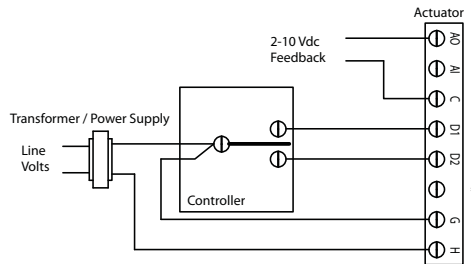 Actuator
2-10 Vdc
Feedback
AO
AI
C
Transformer / Power Supply
Line
Volts
D1
D2
Controller
G
H